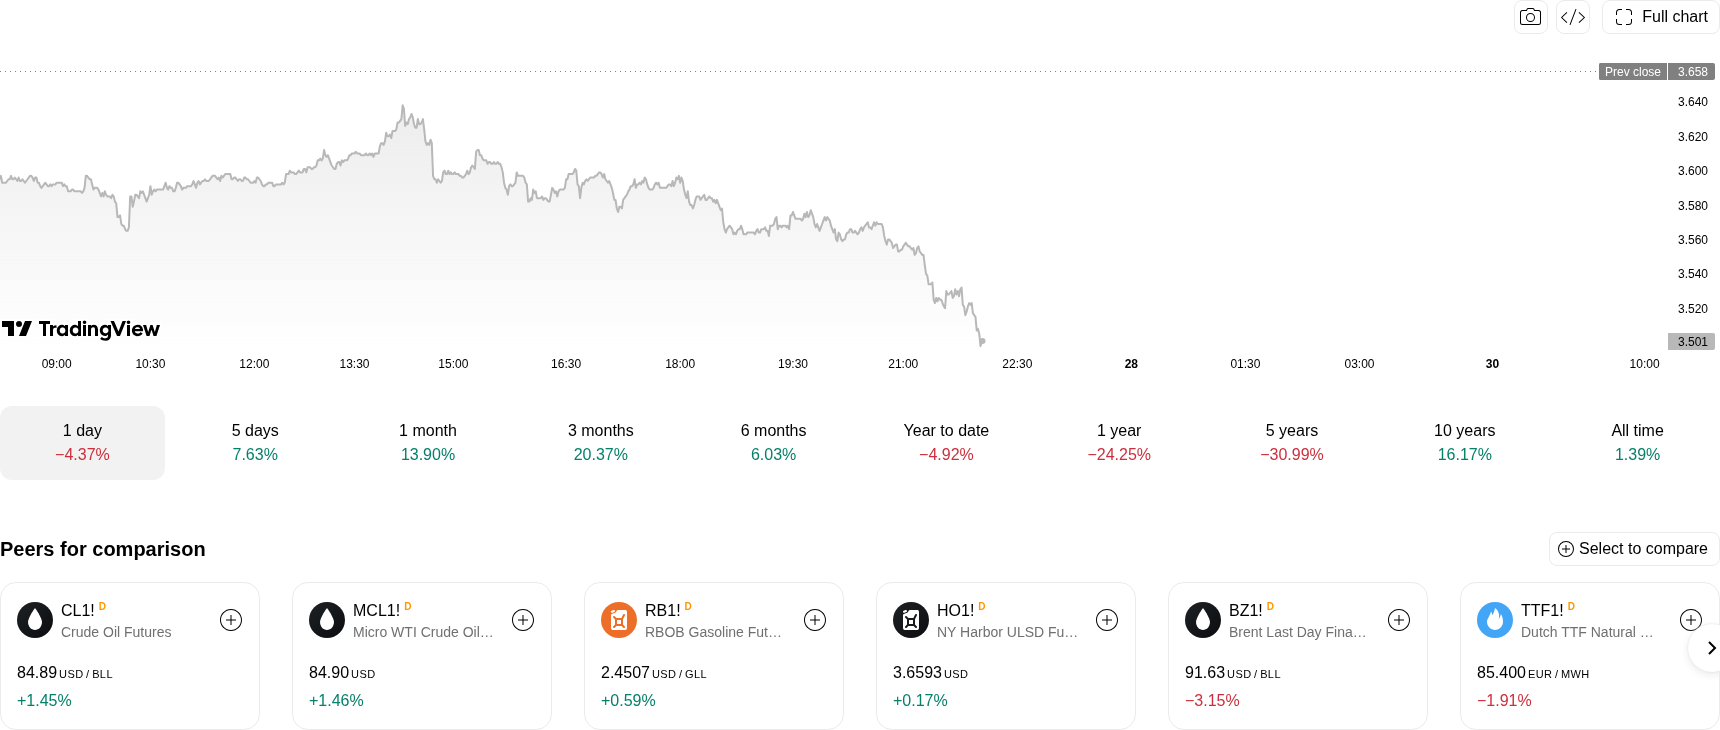 Full chart
Prev close 3.658
3.640
3.620
3.600
3.580
3.560
3.540
3.520
3.501
TradingView
09:00 10:30 12:00 13:30 15:00 16:30 18:00 19:30 21:00 22:30 28 01:30 03:00 30 10:00
1 day 5 days 1 month 3 months 6 months Year to date 1 year 5 years 10 years All time
−4.37% 7.63% 13.90% 20.37% 6.03% −4.92% −24.25% −30.99% 16.17% 1.39%
Peers for comparison
Select to compare
CL1! D
Crude Oil Futures
84.89 USD / BLL
+1.45%
MCL1! D
Micro WTI Crude Oil…
84.90 USD
+1.46%
RB1! D
RBOB Gasoline Fut…
2.4507 USD / GLL
+0.59%
HO1! D
NY Harbor ULSD Fu…
3.6593 USD
+0.17%
BZ1! D
Brent Last Day Fina…
91.63 USD / BLL
−3.15%
TTF1! D
Dutch TTF Natural …
85.400 EUR / MWH
−1.91%